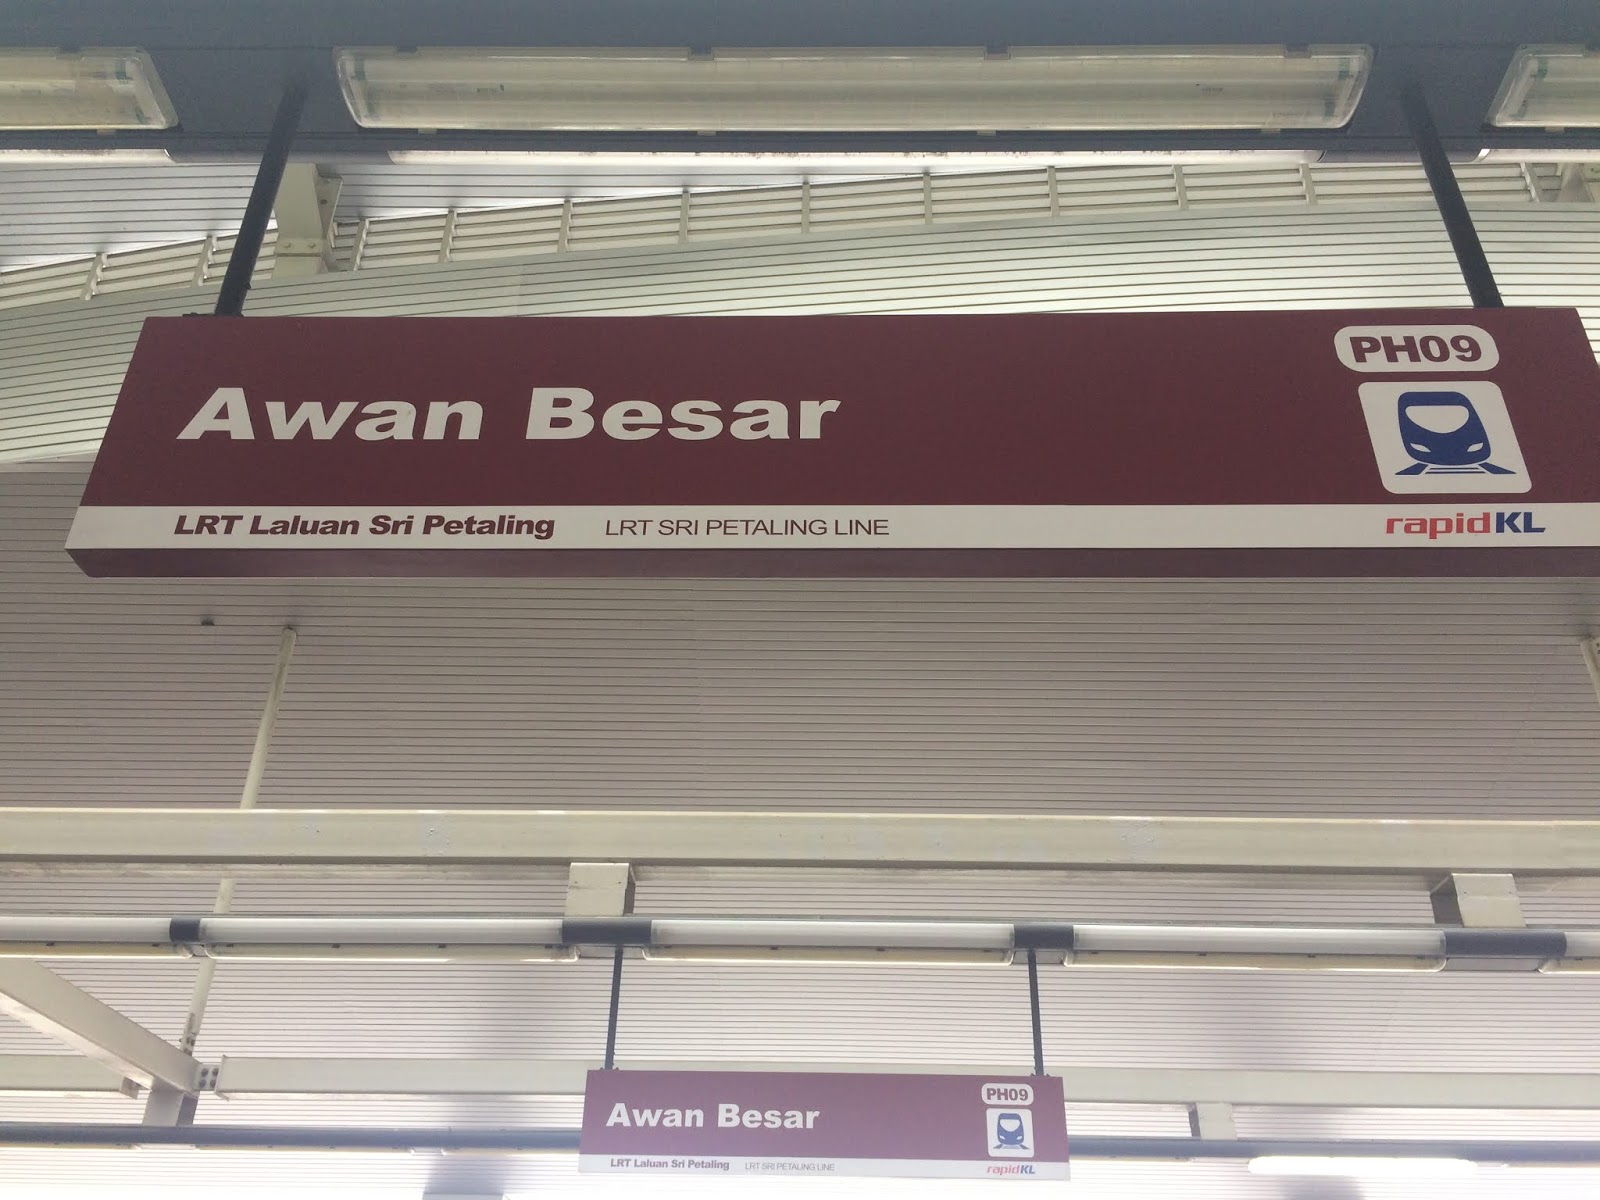 PH09
Awan Besar
LRT Laluan Sri Petaling LRT SRI PETALING LINE
rapidKL
PH09
Awan Besar
LRT Laluan Sri Petaling LRT SRI PETALING LINE
rapidKL